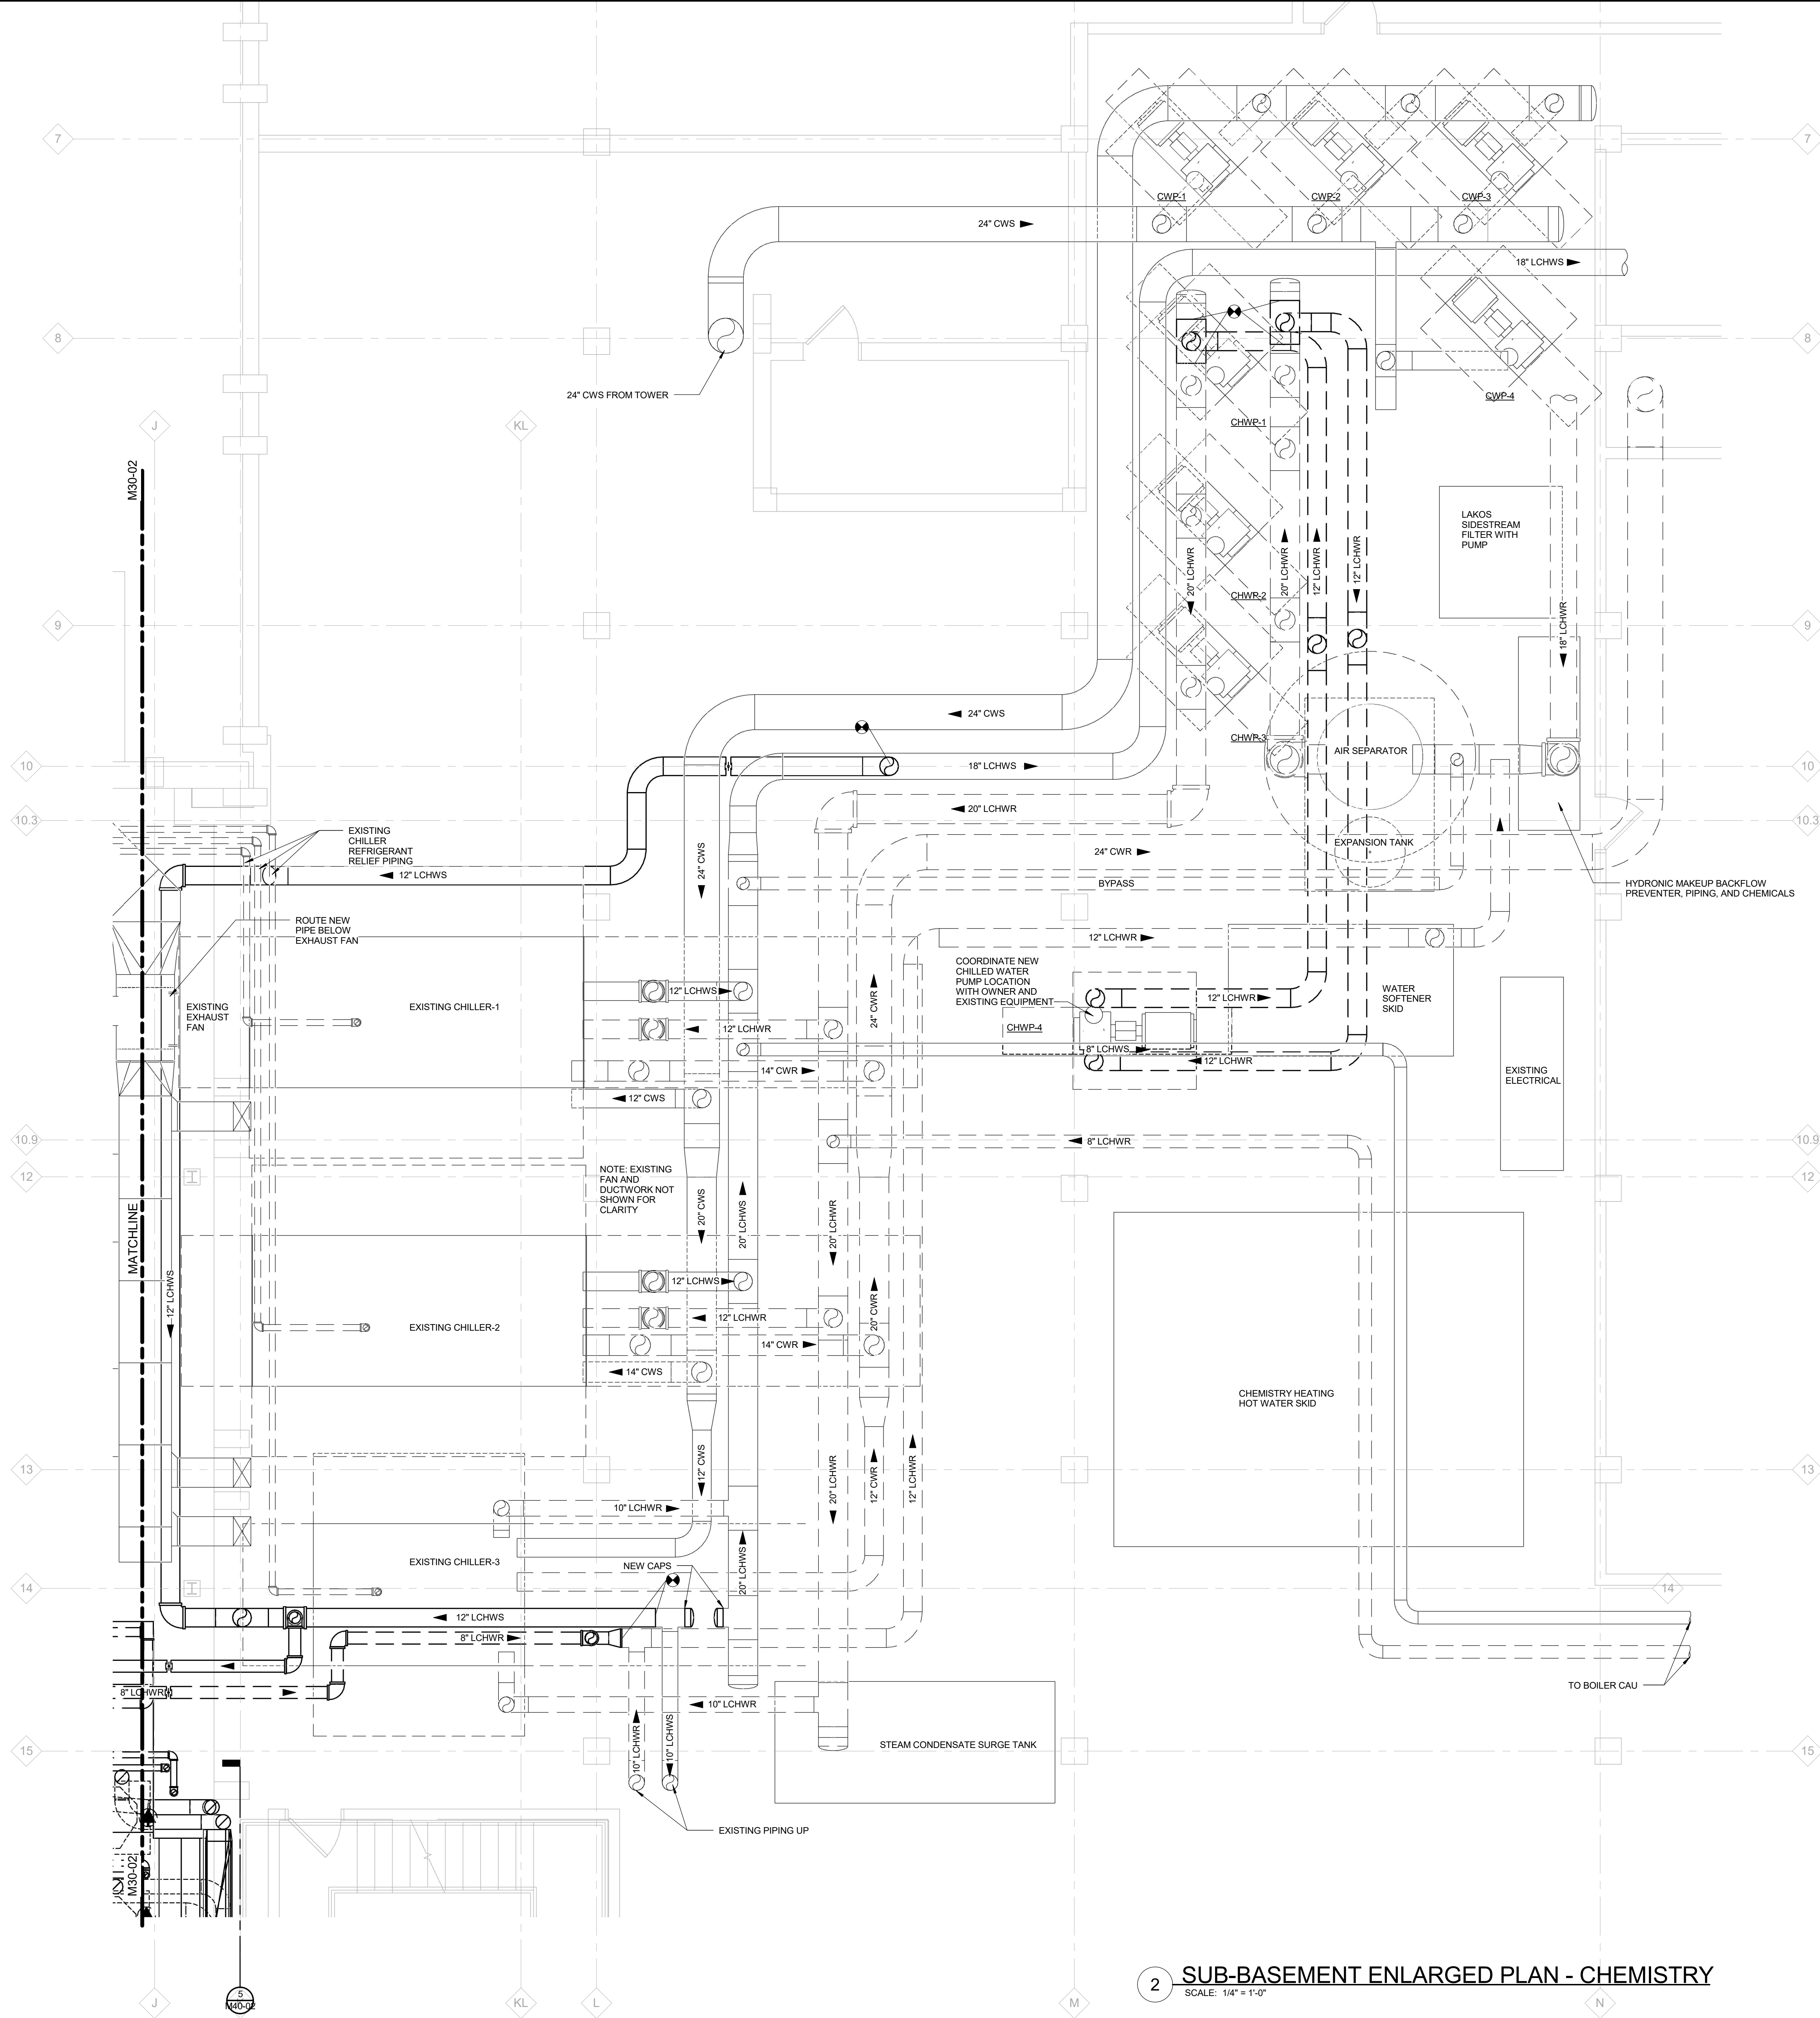 7
7
CWP-1
CWP-2
CWP-3
24" CWS
18" LCHWS
8
8
24" CWS FROM TOWER
CWP-4
J
KL
CHWP-1
M30-02
LAKOS
SIDESTREAM
FILTER WITH
PUMP
20" LCHWR
20" LCHWR
12" LCHWR
12" LCHWR
CHWP-2
18" LCHWR
9
9
24" CWS
CHWP-3
AIR SEPARATOR
10
18" LCHWS
10
20" LCHWR
10.3
10.3
EXISTING
CHILLER
REFRIGERANT
RELIEF PIPING
EXPANSION TANK
24" CWR
24" CWS
12" LCHWS
BYPASS
HYDRONIC MAKEUP BACKFLOW
PREVENTER, PIPING, AND CHEMICALS
ROUTE NEW
PIPE BELOW
EXHAUST FAN
12" LCHWR
COORDINATE NEW
CHILLED WATER
PUMP LOCATION
WITH OWNER AND
EXISTING EQUIPMENT
12" LCHWS
12" LCHWR
WATER
SOFTENER
SKID
EXISTING
EXHAUST
FAN
EXISTING CHILLER-1
24" CWR
12" LCHWR
CHWP-4
8" LCHWS
12" LCHWR
14" CWR
EXISTING
ELECTRICAL
12" CWS
10.9
8" LCHWR
10.9
12
NOTE: EXISTING
FAN AND
DUCTWORK NOT
SHOWN FOR
CLARITY
12
20" CWS
20" LCHWS
20" LCHWR
MATCHLINE
12" LCHWS
12" LCHWS
20" CWR
12" LCHWR
EXISTING CHILLER-2
14" CWR
14" CWS
CHEMISTRY HEATING
HOT WATER SKID
13
12" CWS
20" LCHWR
12" CWR
12" LCHWR
13
10" LCHWR
EXISTING CHILLER-3
NEW CAPS
20" LCHWS
14
14
12" LCHWS
8" LCHWR
8" LCHWR
TO BOILER CAU
10" LCHWR
10" LCHWR
10" LCHWS
STEAM CONDENSATE SURGE TANK
15
15
EXISTING PIPING UP
M30-02
2
SUB-BASEMENT ENLARGED PLAN - CHEMISTRY
SCALE: 1/4" = 1'-0"
J
5
M40-02
KL
L
M
N